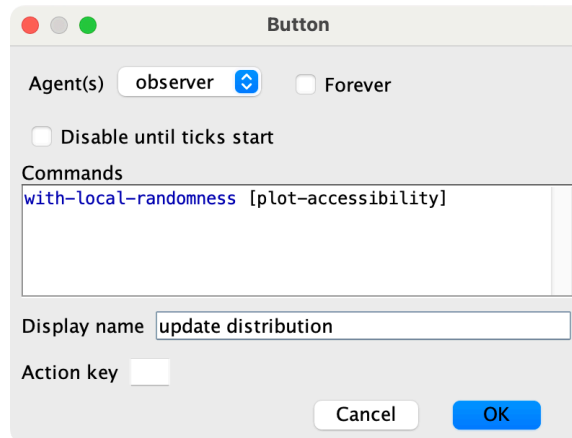 Button
Agent(s) observer Forever
Disable until ticks start
Commands
with-local-randomness [plot-accessibility]
Display name update distribution
Action key
Cancel OK